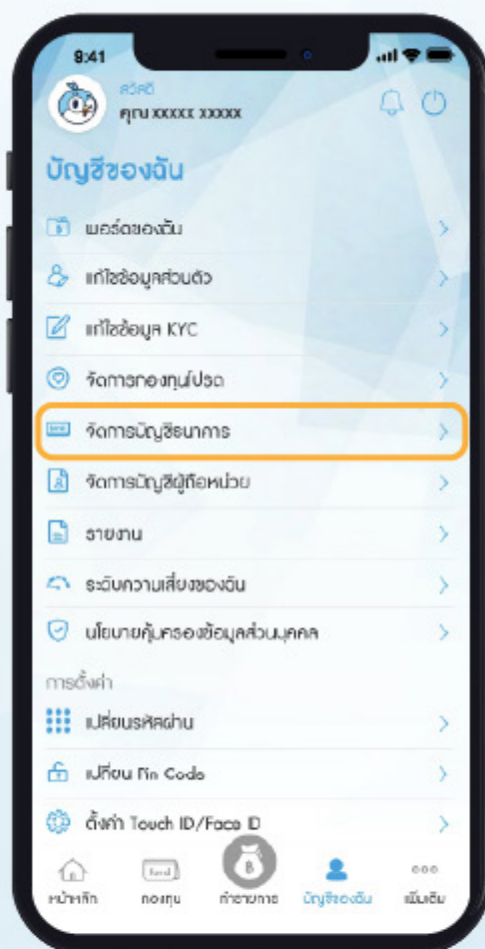 9:41
สวัสดี
คุณ xxxxx xxxxx
บัญชีของฉัน
พอร์ตของฉัน
แก้ไขข้อมูลส่วนตัว
แก้ไขข้อมูล KYC
จัดการกองทุนโปรด
จัดการบัญชีธนาคาร
จัดการบัญชีผู้ถือหน่วย
รายงาน
ระดับความเสี่ยงของฉัน
นโยบายคุ้มครองข้อมูลส่วนบุคคล
การตั้งค่า
เปลี่ยนรหัสผ่าน
เปลี่ยน Pin Code
ตั้งค่า Touch ID/Face ID
หน้าหลัก กองทุน ทำรายการ บัญชีของฉัน เพิ่มเติม